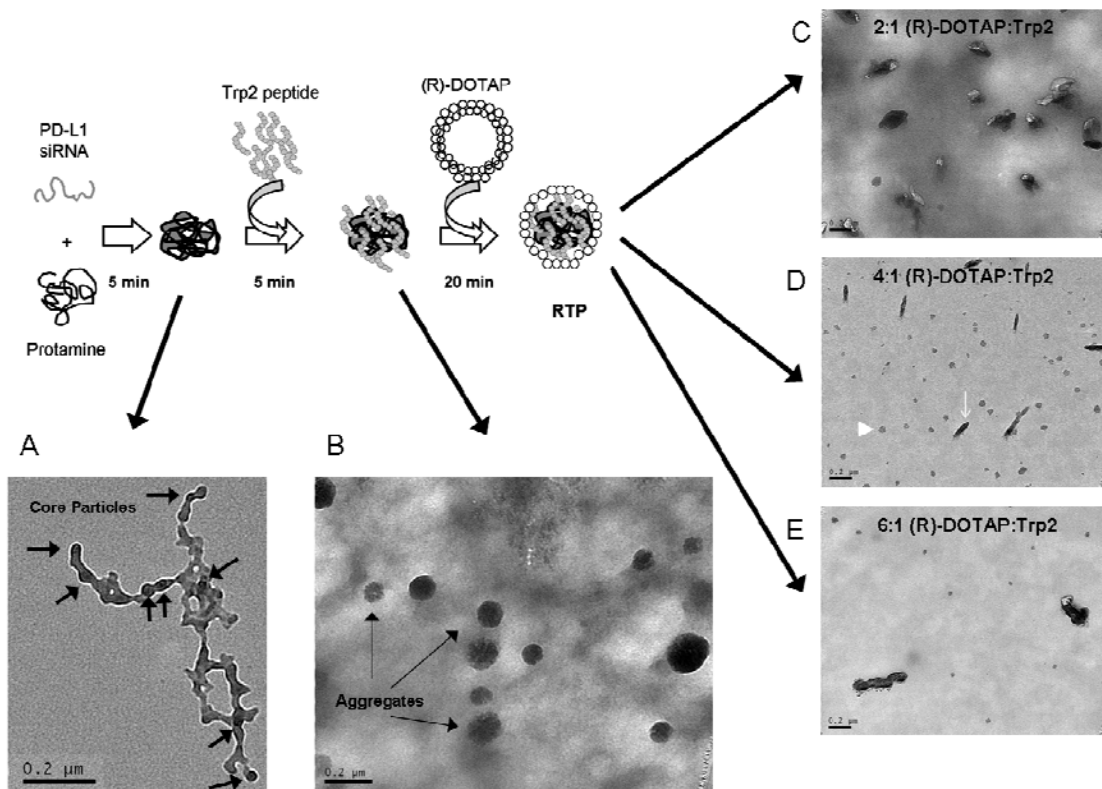 PD-L1
siRNA
+
Protamine
5 min
Trp2 peptide
5 min
(R)-DOTAP
20 min
RTP
A
Core Particles
0.2 µm
B
Aggregates
0.2 µm
C
2:1 (R)-DOTAP:Trp2
D
4:1 (R)-DOTAP:Trp2
0.2 µm
E
6:1 (R)-DOTAP:Trp2
0.2 µm